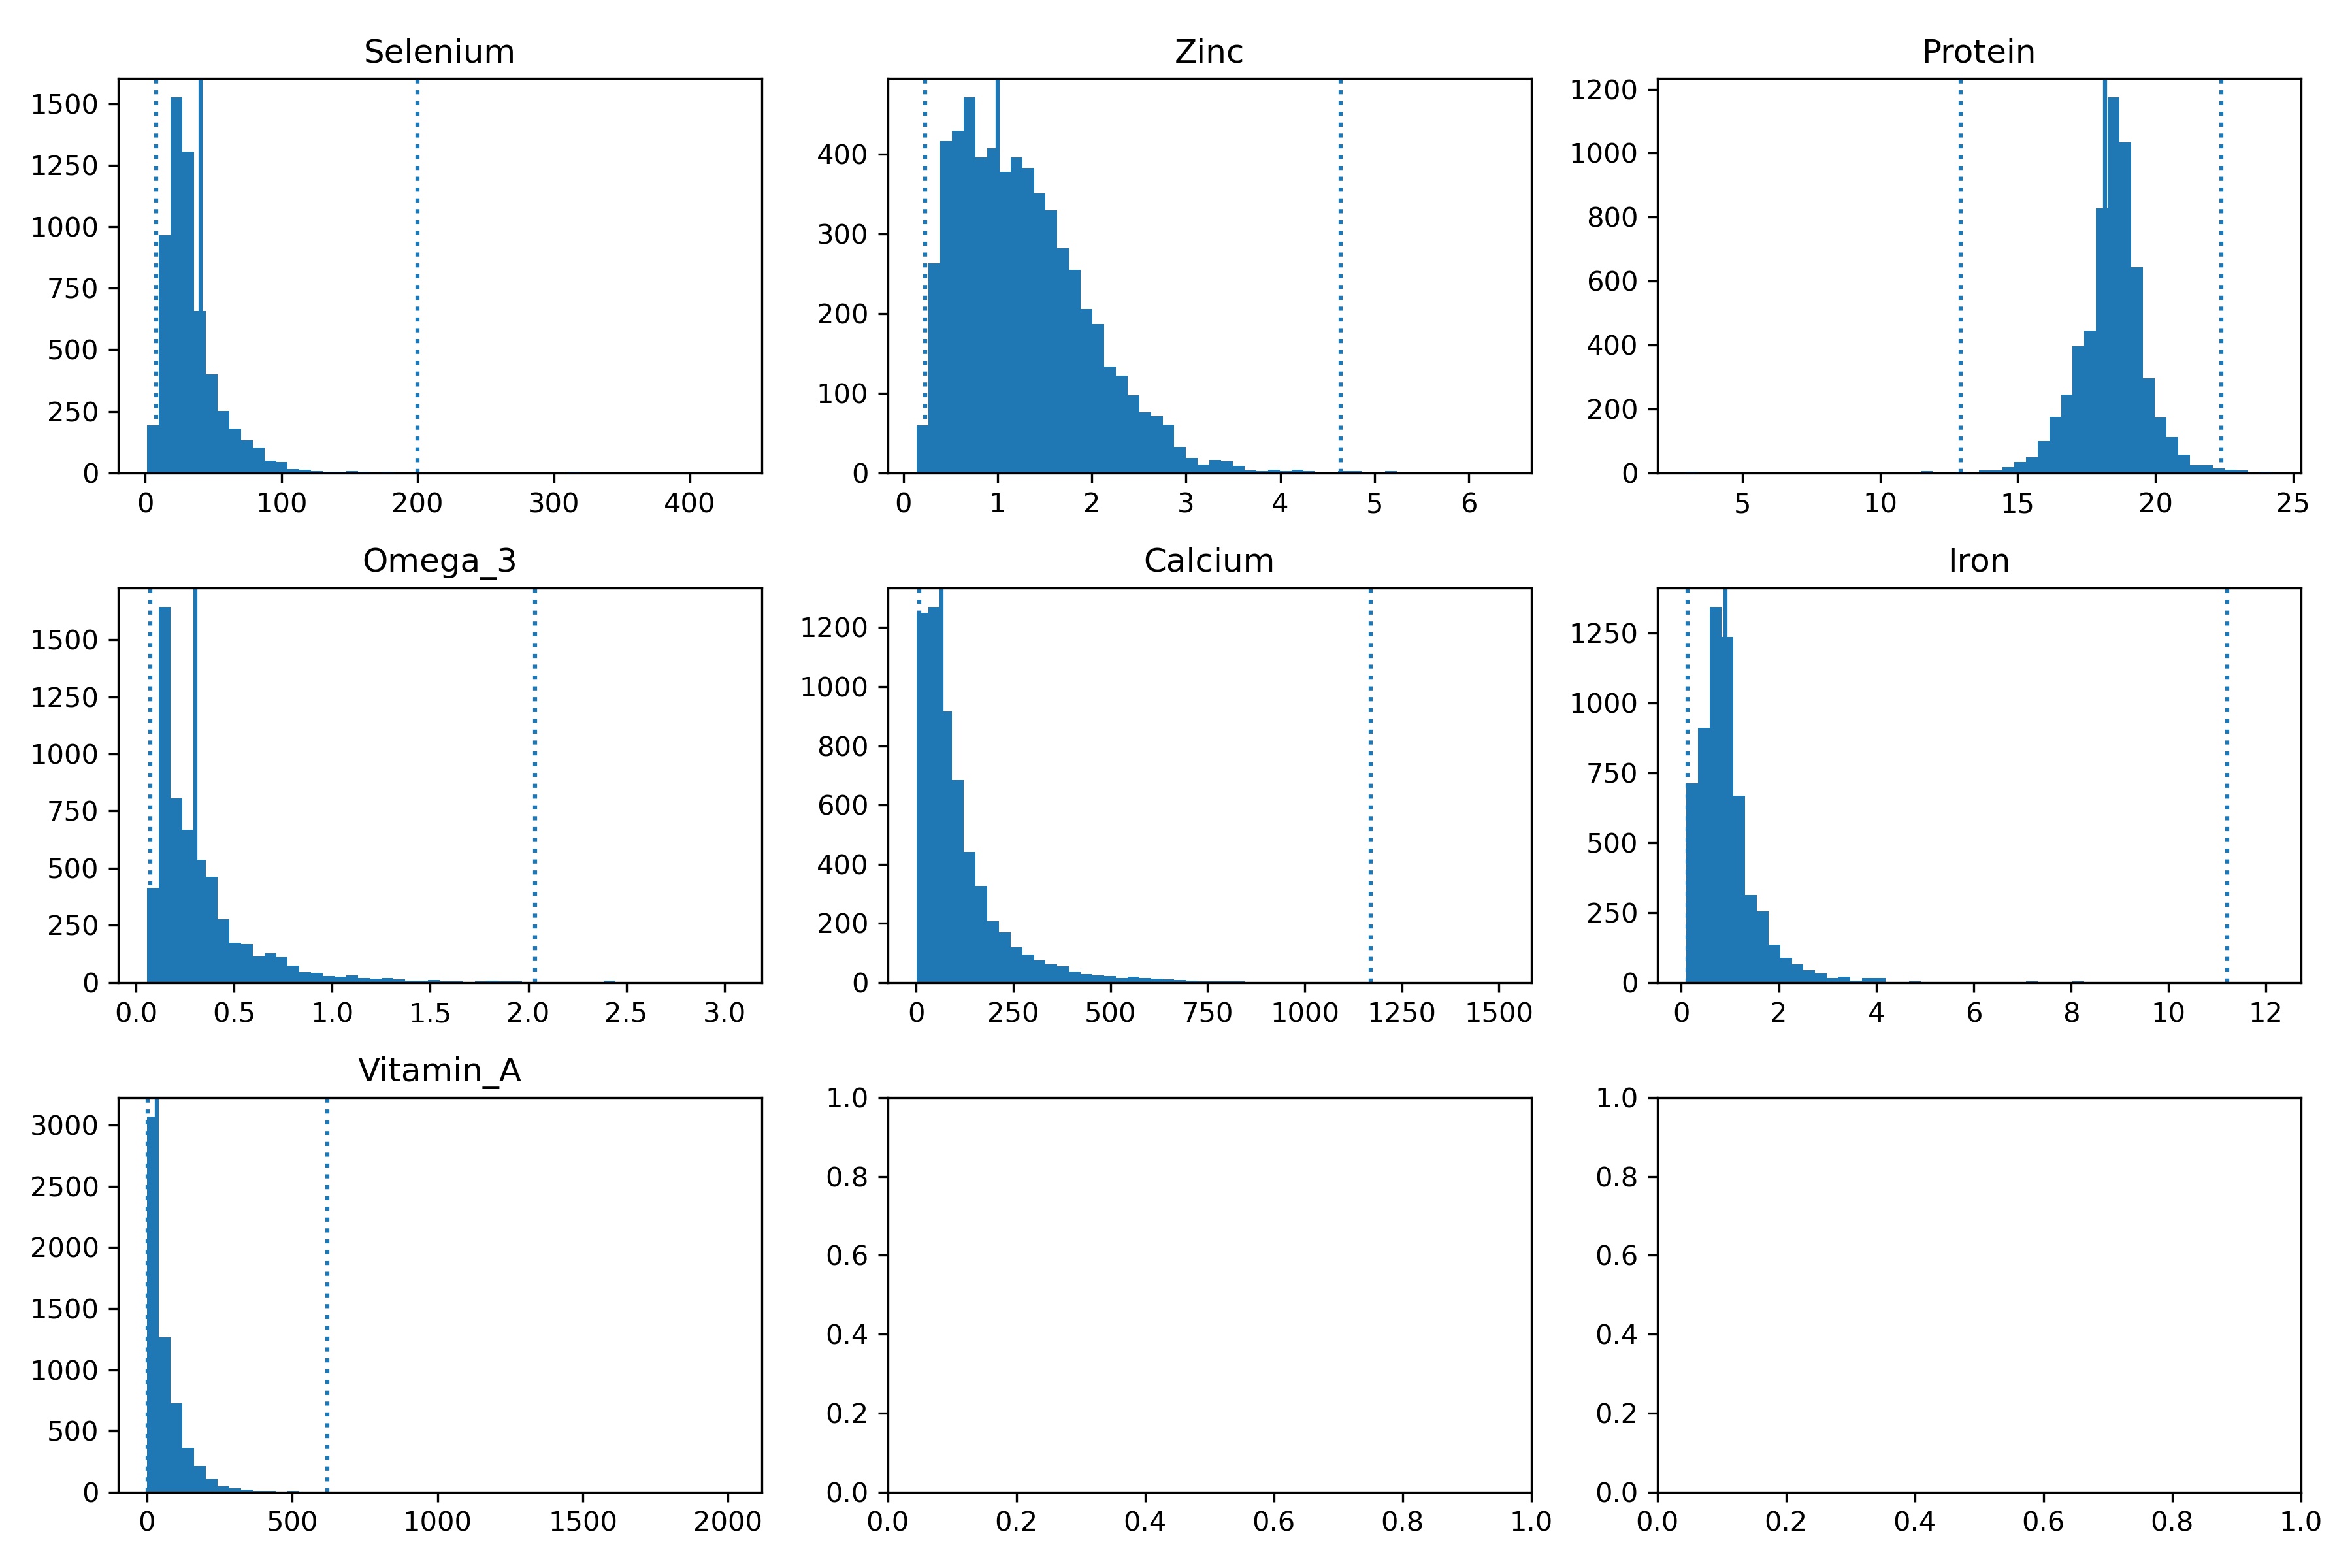 Selenium Zinc Protein
1500 1250 1000 750 500 250 0
400 300 200 100 0
1200 1000 800 600 400 200 0
0 100 200 300 400
0 1 2 3 4 5 6
5 10 15 20 25
Omega_3 Calcium Iron
1500 1250 1000 750 500 250 0
1200 1000 800 600 400 200 0
1250 1000 750 500 250 0
0.0 0.5 1.0 1.5 2.0 2.5 3.0
0 250 500 750 1000 1250 1500
0 2 4 6 8 10 12
Vitamin_A
3000 2500 2000 1500 1000 500 0
1.0 0.8 0.6 0.4 0.2 0.0
1.0 0.8 0.6 0.4 0.2 0.0
0 500 1000 1500 2000
0.0 0.2 0.4 0.6 0.8 1.0
0.0 0.2 0.4 0.6 0.8 1.0